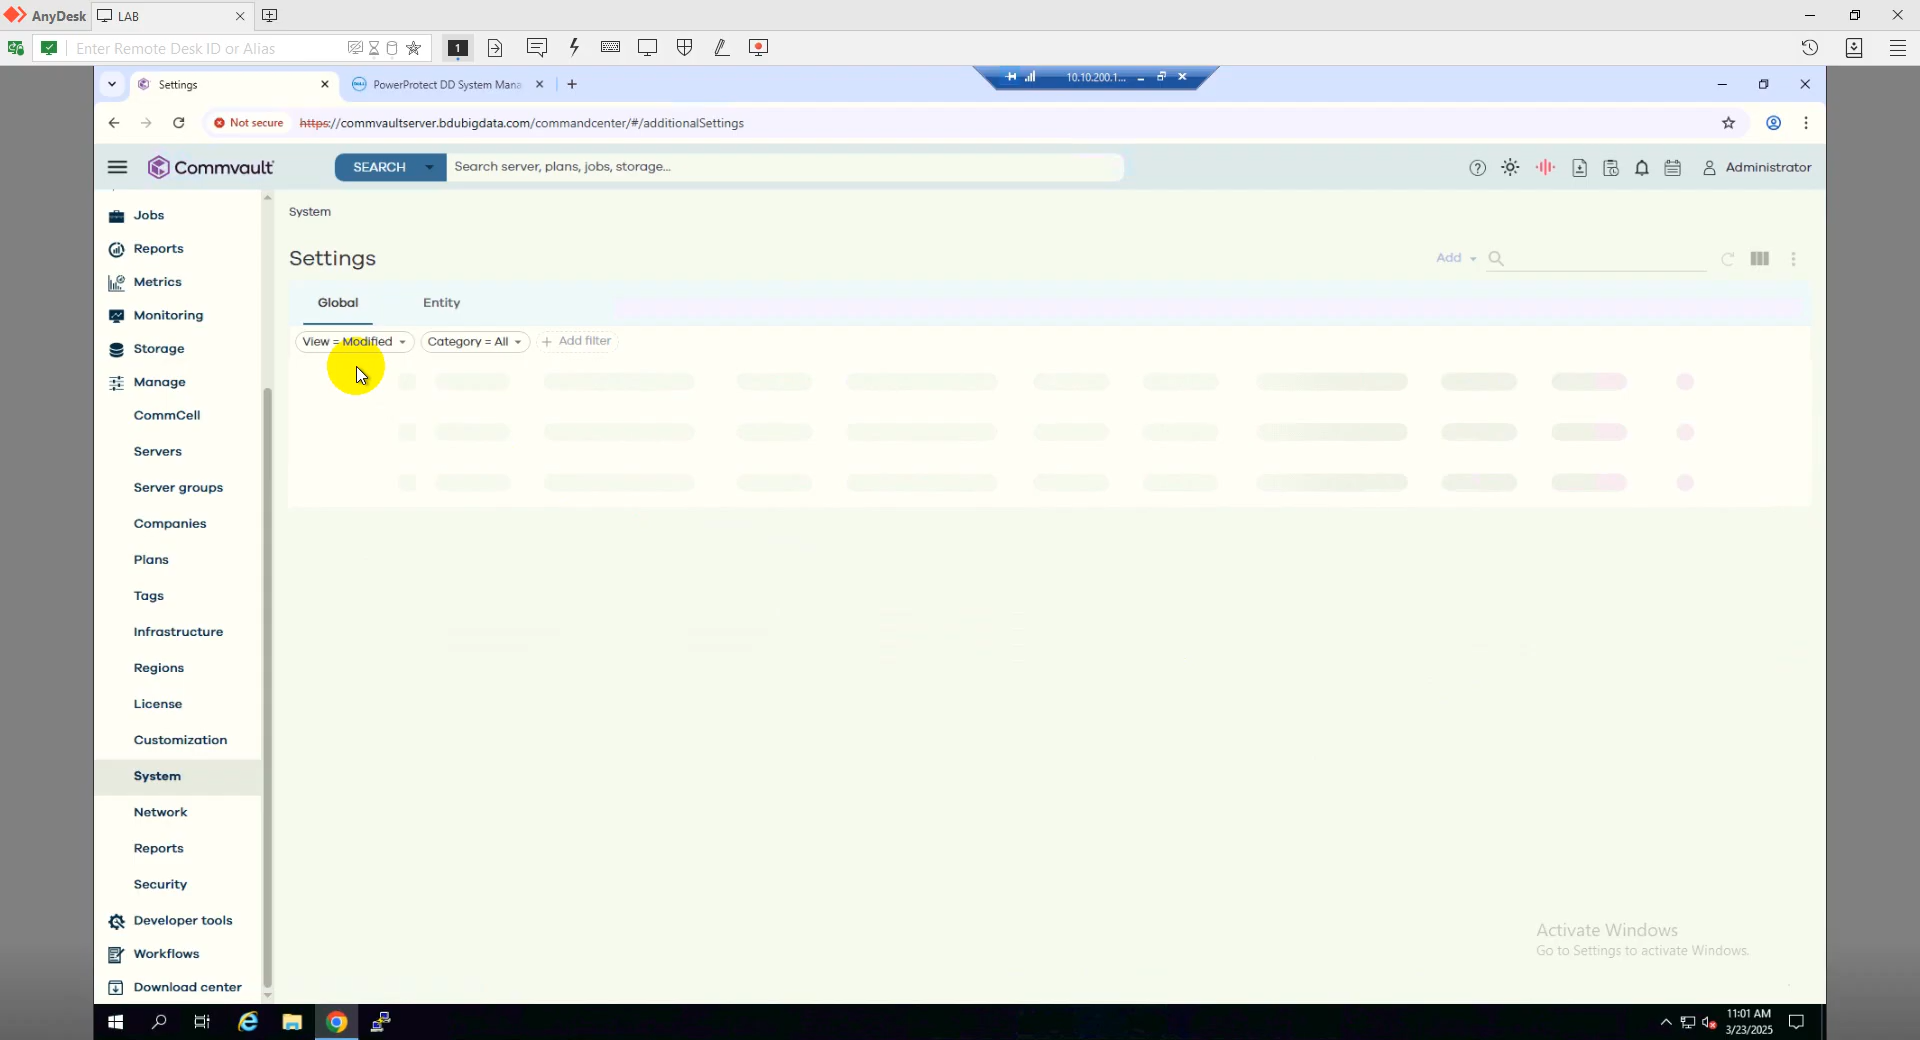 AnyDesk
LAB
Enter Remote Desk ID or Alias
1
Settings
PowerProtect DD System Mana
10.10.200.1...
Not secure
https://commvaultserver.bdubigdata.com/commandcenter/#/additionalSettings
Commvault
SEARCH
Search server, plans, jobs, storage...
Administrator
Jobs
Reports
Metrics
Monitoring
Storage
Manage
CommCell
Servers
Server groups
Companies
Plans
Tags
Infrastructure
Regions
License
Customization
System
Network
Reports
Security
Developer tools
Workflows
Download center
System
Settings
Add
Global
Entity
View = Modified
Category = All
Add filter
Activate Windows
Go to Settings to activate Windows.
11:01 AM
3/23/2025